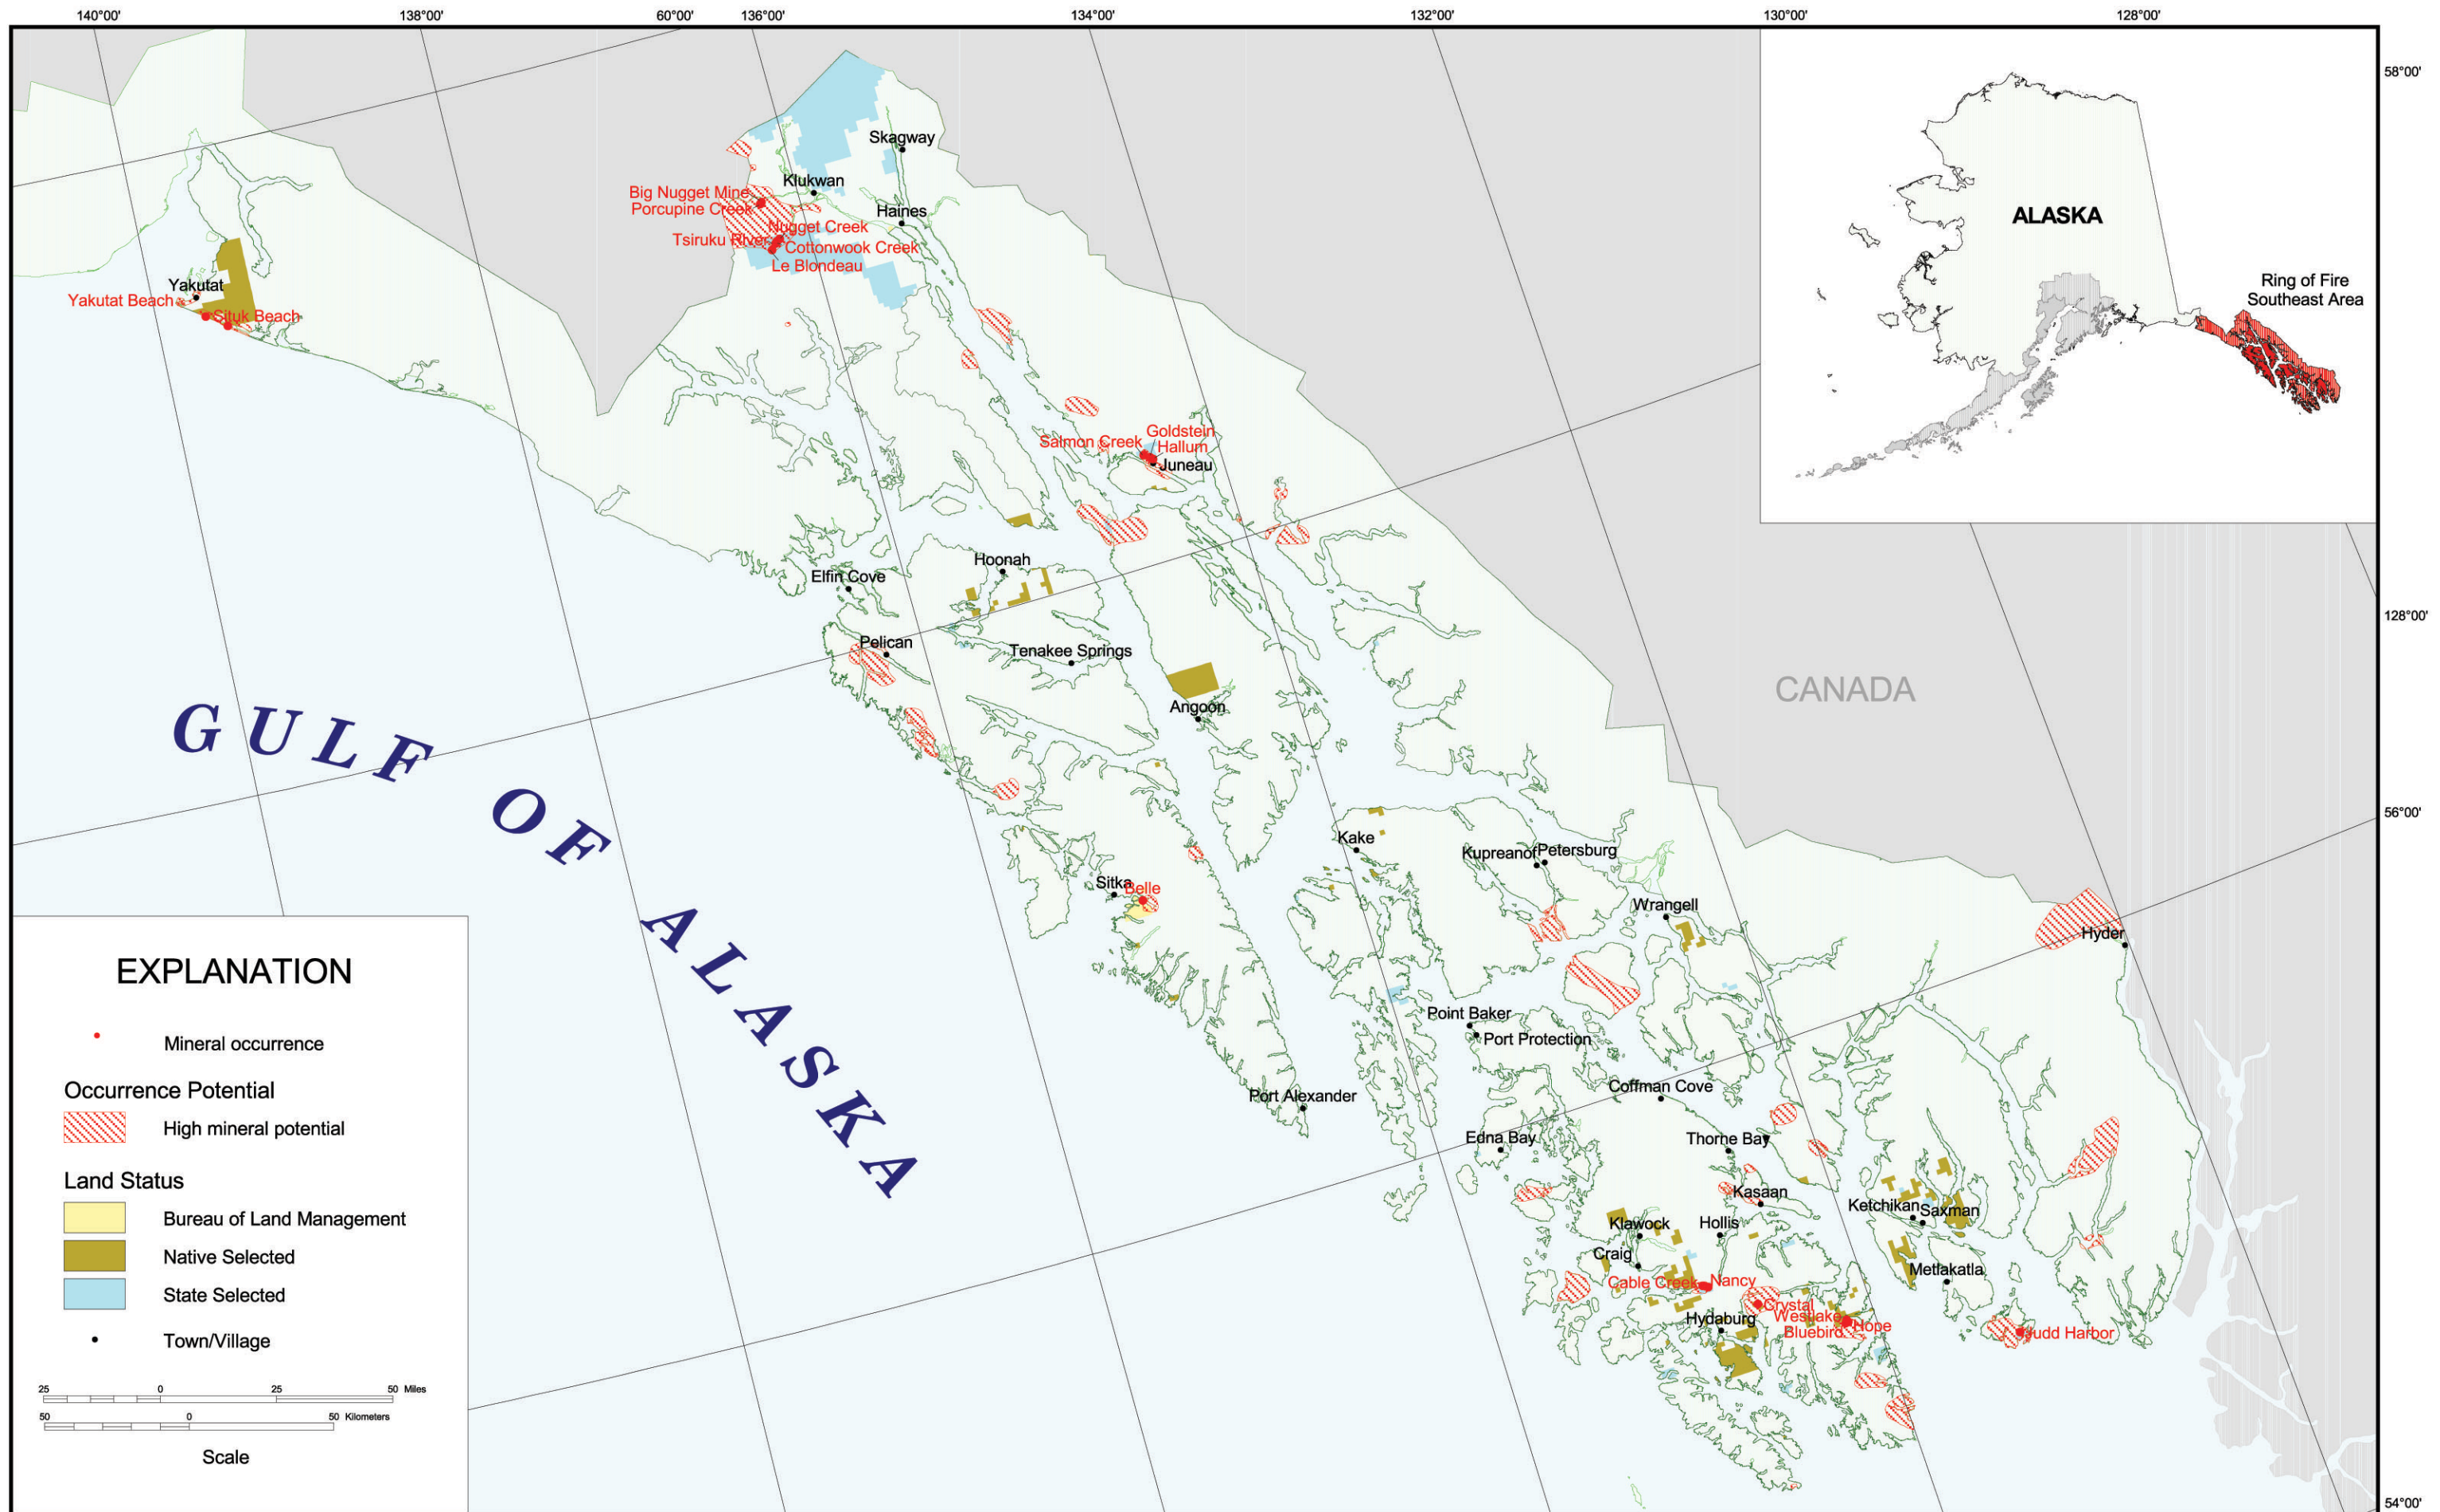 140°00'
138°00'
60°00'
136°00'
134°00'
132°00'
130°00'
128°00'
58°00'
128°00'
56°00'
54°00'
ALASKA
Ring of Fire
Southeast Area
CANADA
GULF OF ALASKA
Skagway
Klukwan
Haines
Big Nugget Mine
Porcupine Creek
Nugget Creek
Tsiruku River
Cottonwook Creek
Le Blondeau
Yakutat
Yakutat Beach
Situk Beach
Goldstein
Salmon Creek
Hallum
Juneau
Hoonah
Elfin Cove
Pelican
Tenakee Springs
Angoon
Kake
Kupreanof
Petersburg
Sitka
Belle
Wrangell
Hyder
Point Baker
Port Protection
Coffman Cove
Port Alexander
Edna Bay
Thorne Bay
Kasaan
Ketchikan
Saxman
Klawock
Hollis
Craig
Metlakatla
Cable Creek
Nancy
Crystal
Westlake
Hydaburg
Bluebird
Hope
Judd Harbor
EXPLANATION
Mineral occurrence
Occurrence Potential
High mineral potential
Land Status
Bureau of Land Management
Native Selected
State Selected
Town/Village
25 0 25 50 Miles
50 0 50 Kilometers
Scale